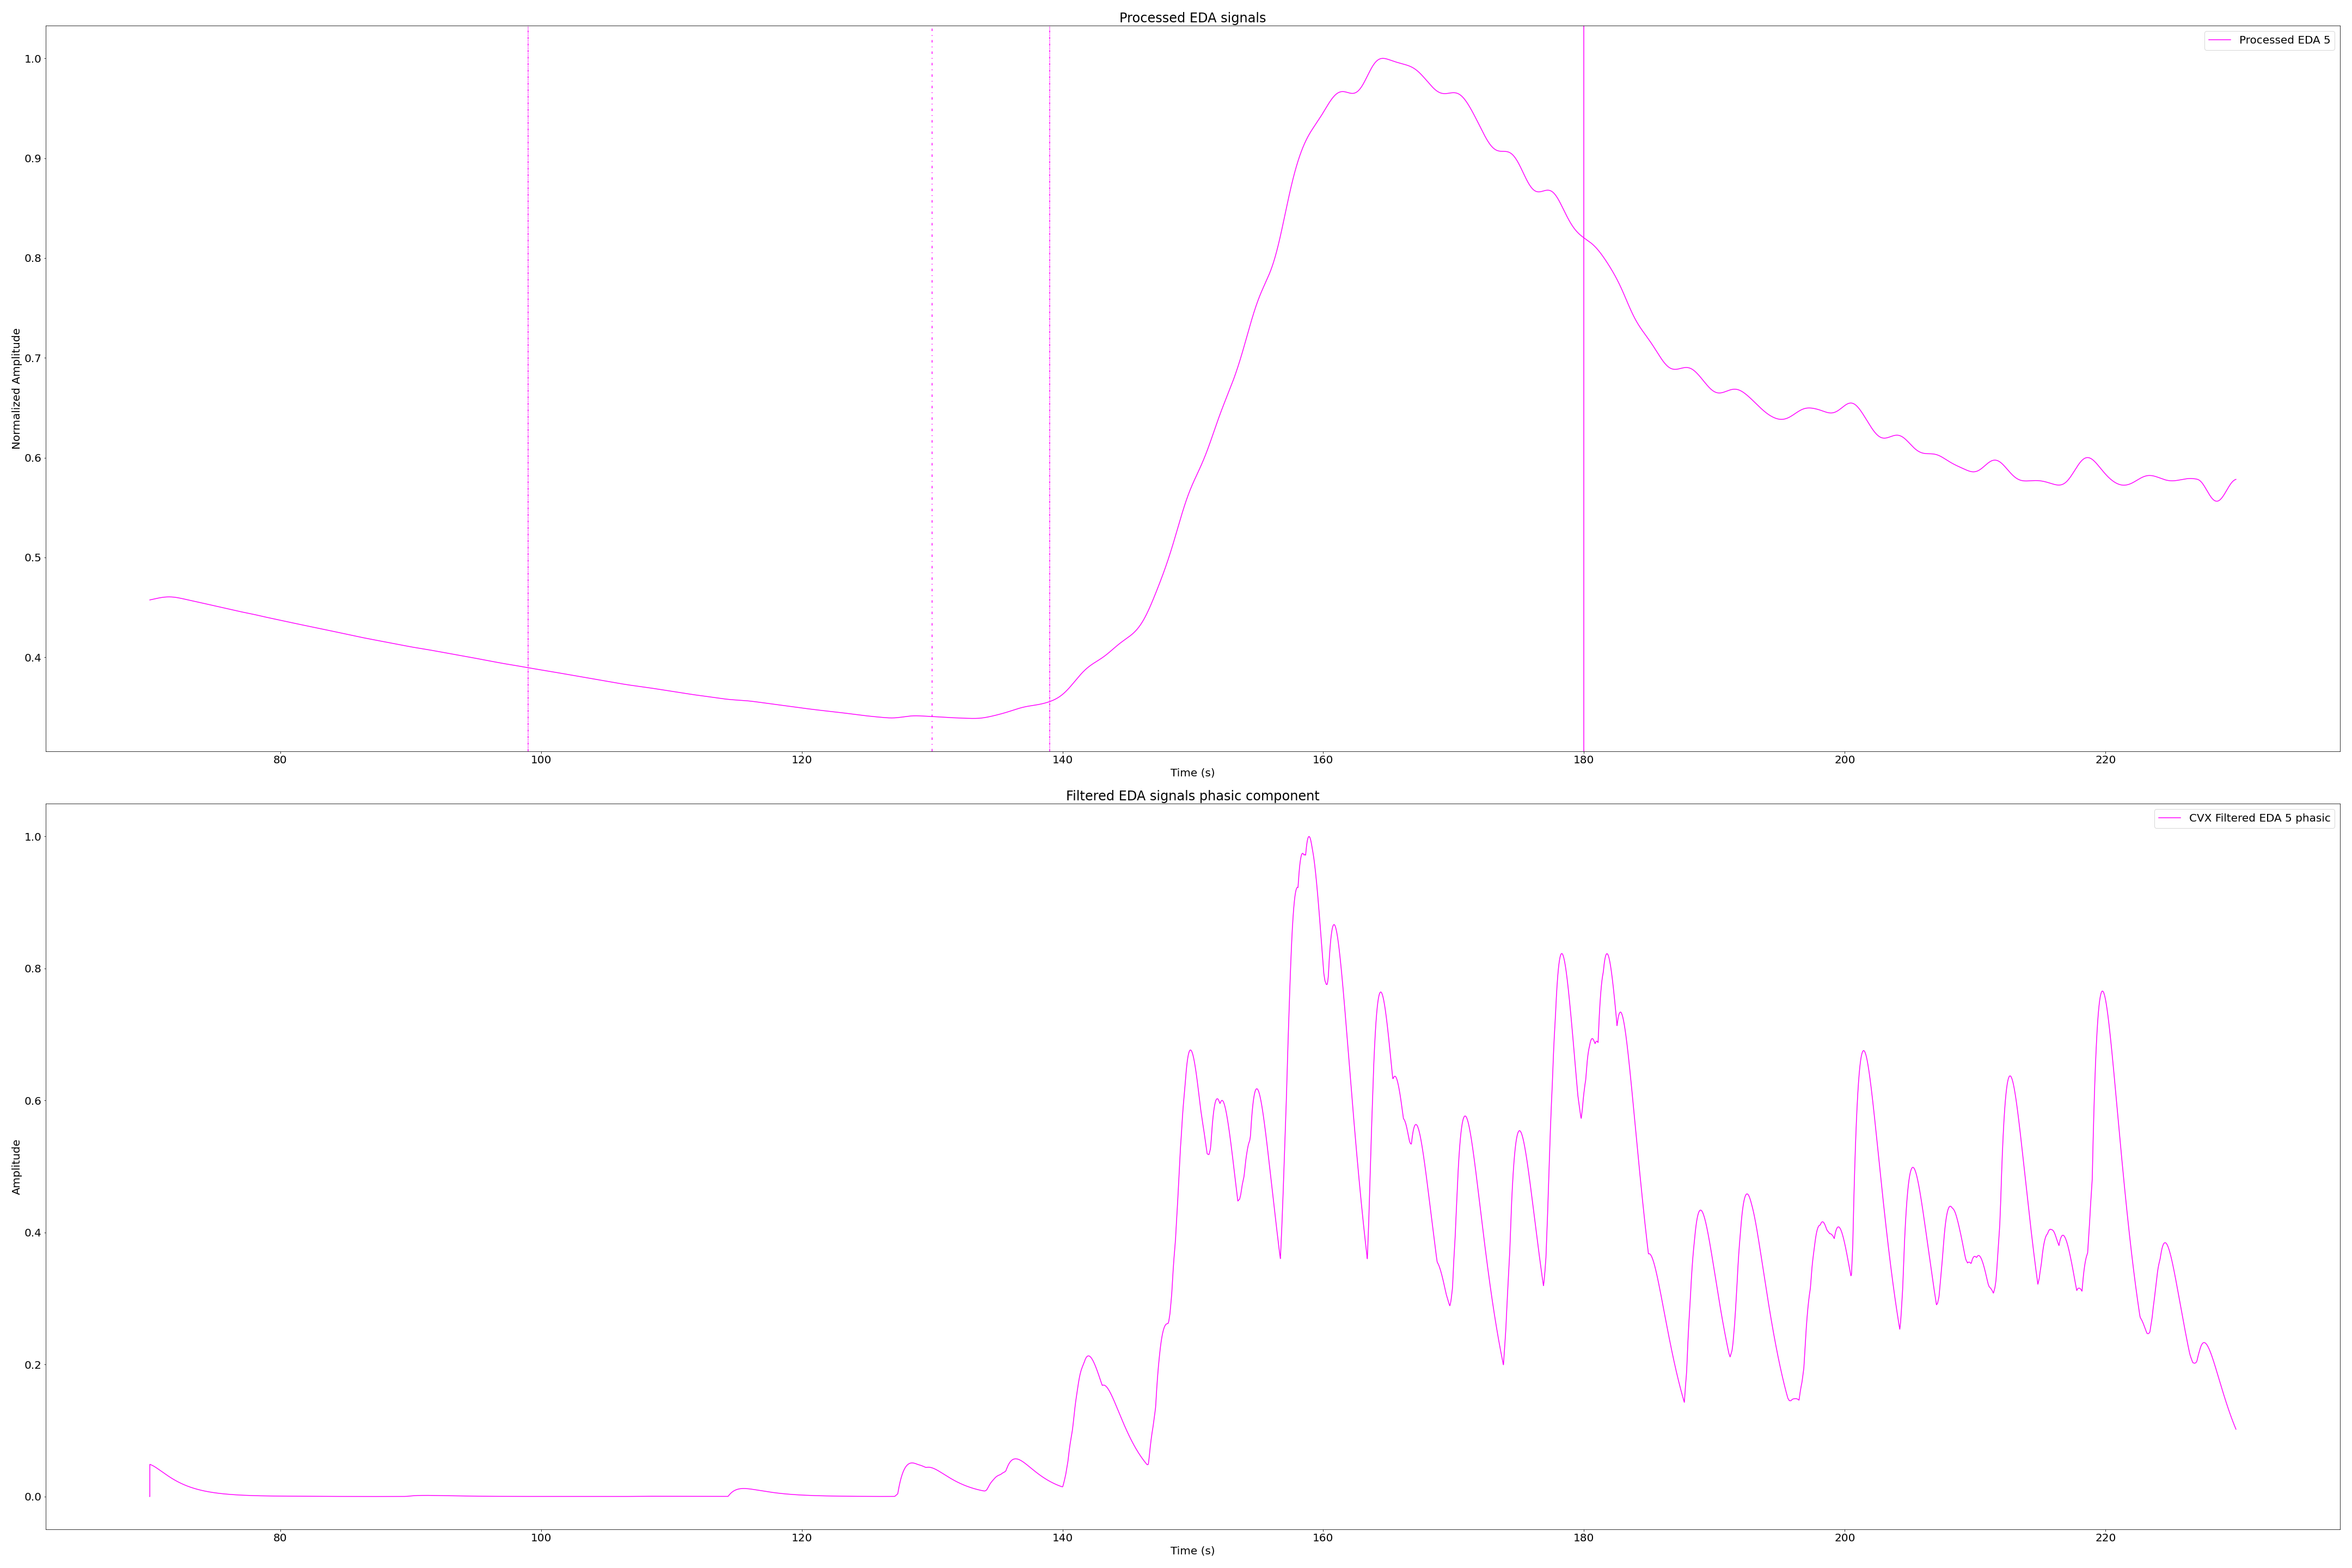 Processed EDA signals
Processed EDA 5
Normalized Amplitude
1.0
0.9
0.8
0.7
0.6
0.5
0.4
80 100 120 140 160 180 200 220
Time (s)
Filtered EDA signals phasic component
CVX Filtered EDA 5 phasic
Amplitude
1.0
0.8
0.6
0.4
0.2
0.0
80 100 120 140 160 180 200 220
Time (s)